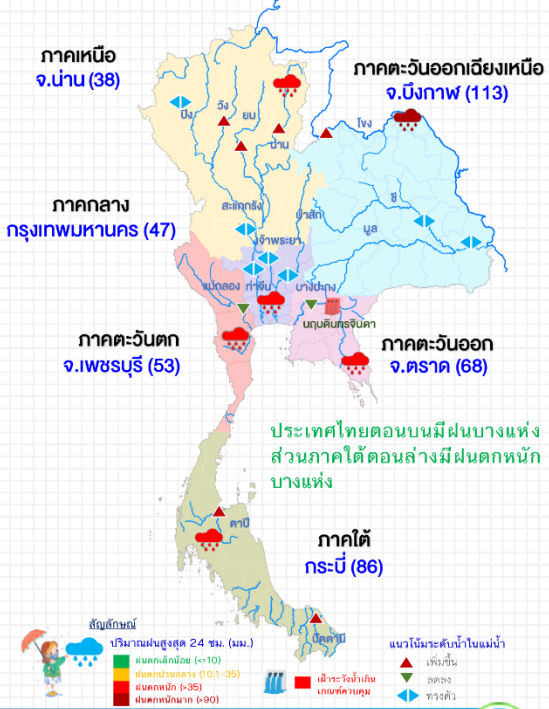 ภาคเหนือ
จ.น่าน (38)
ภาคตะวันออกเฉียงเหนือ
จ.บึงกาฬ (113)
ปิง
วัง
ยม
น่าน
โขง
ภาคกลาง
กรุงเทพมหานคร (47)
สะแกกรัง
ป่าสัก
ชี
มูล
เจ้าพระยา
แม่กลอง
ท่าจีน
บางปะกง
นฤบดินทรจินดา
ภาคตะวันตก
จ.เพชรบุรี (53)
ภาคตะวันออก
จ.ตราด (68)
ประเทศไทยตอนบนมีฝนบางแห่ง
ส่วนภาคใต้ตอนล่างมีฝนตกหนัก
บางแห่ง
ตาปี
ภาคใต้
กระบี่ (86)
ปัตตานี
สัญลักษณ์
ปริมาณฝนสูงสุด 24 ชม. (มม.)
ฝนตกเล็กน้อย (<=10)
ฝนตกปานกลาง (10.1-35)
ฝนตกหนัก (>35)
ฝนตกหนักมาก (>90)
เฝ้าระวังน้ำเกิน
เกณฑ์ควบคุม
แนวโน้มระดับน้ำในแม่น้ำ
เพิ่มขึ้น
ลดลง
ทรงตัว